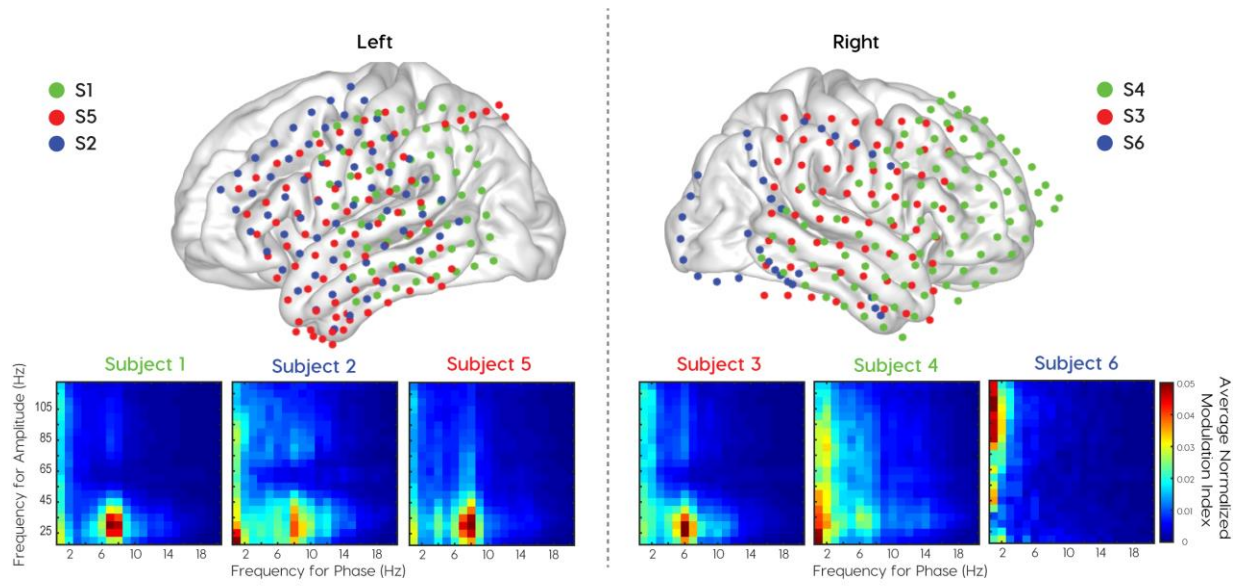 Left
Right
S1
S5
S2
S4
S3
S6
Subject 1
Subject 2
Subject 5
Subject 3
Subject 4
Subject 6
Frequency for Amplitude (Hz)
105
85
65
45
25
2 6 10 14 18
2 6 10 14 18
2 6 10 14 18
Frequency for Phase (Hz)
2 6 10 14 18
2 6 10 14 18
2 6 10 14 18
Frequency for Phase (Hz)
0.05
0.04
0.03
0.02
0.01
0
Average Normalized
Modulation Index